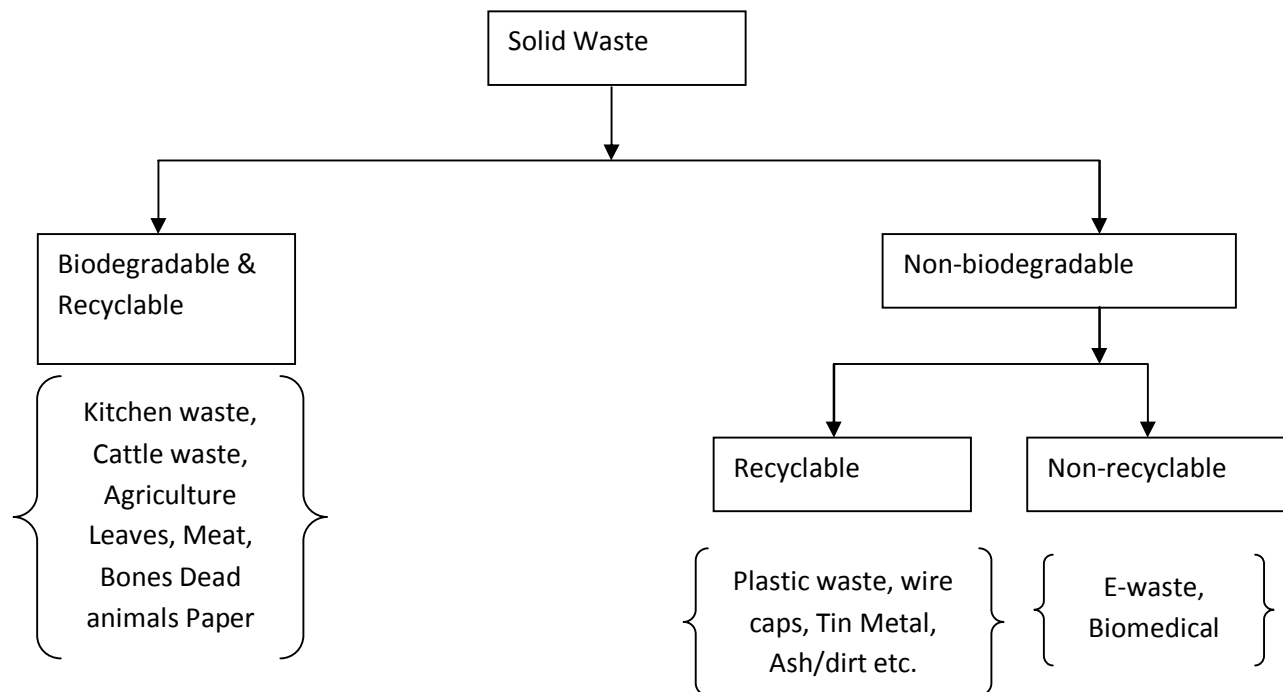 Solid Waste
Biodegradable &
Recyclable
Non-biodegradable
Kitchen waste,
Cattle waste,
Agriculture
Leaves, Meat,
Bones Dead
animals Paper
Recyclable
Non-recyclable
Plastic waste, wire
caps, Tin Metal,
Ash/dirt etc.
E-waste,
Biomedical